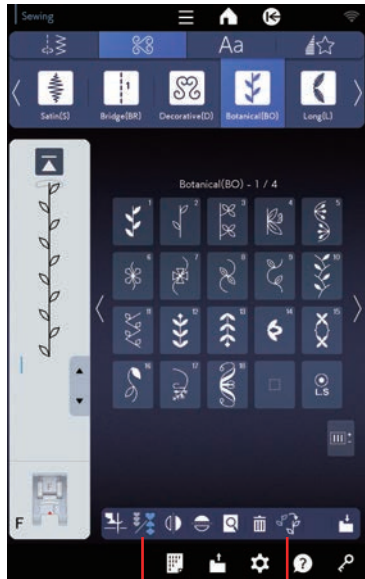 Sewing
Aa
Satin(S) Bridge(BR) Decorative(D) Botanical(BO) Long(L)
Botanical(BO) - 1 / 4
1 2 3 4 5
6 7 8 9 10
11 12 13 14 15
16 17 18 L.S
F
?